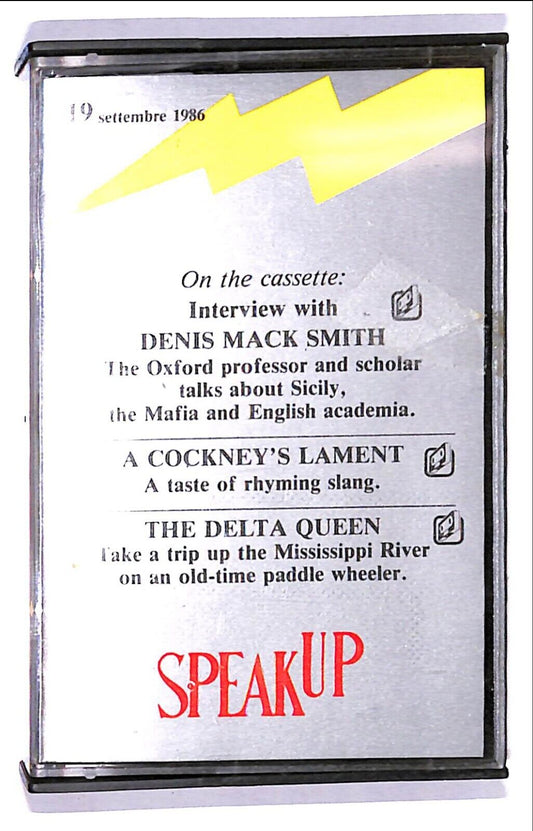 19 settembre 1986
On the cassette:
Interview with
DENIS MACK SMITH
The Oxford professor and scholar
talks about Sicily,
the Mafia and English academia.
A COCKNEY'S LAMENT
A taste of rhyming slang.
THE DELTA QUEEN
Take a trip up the Mississippi River
on an old-time paddle wheeler.
SPEAK UP